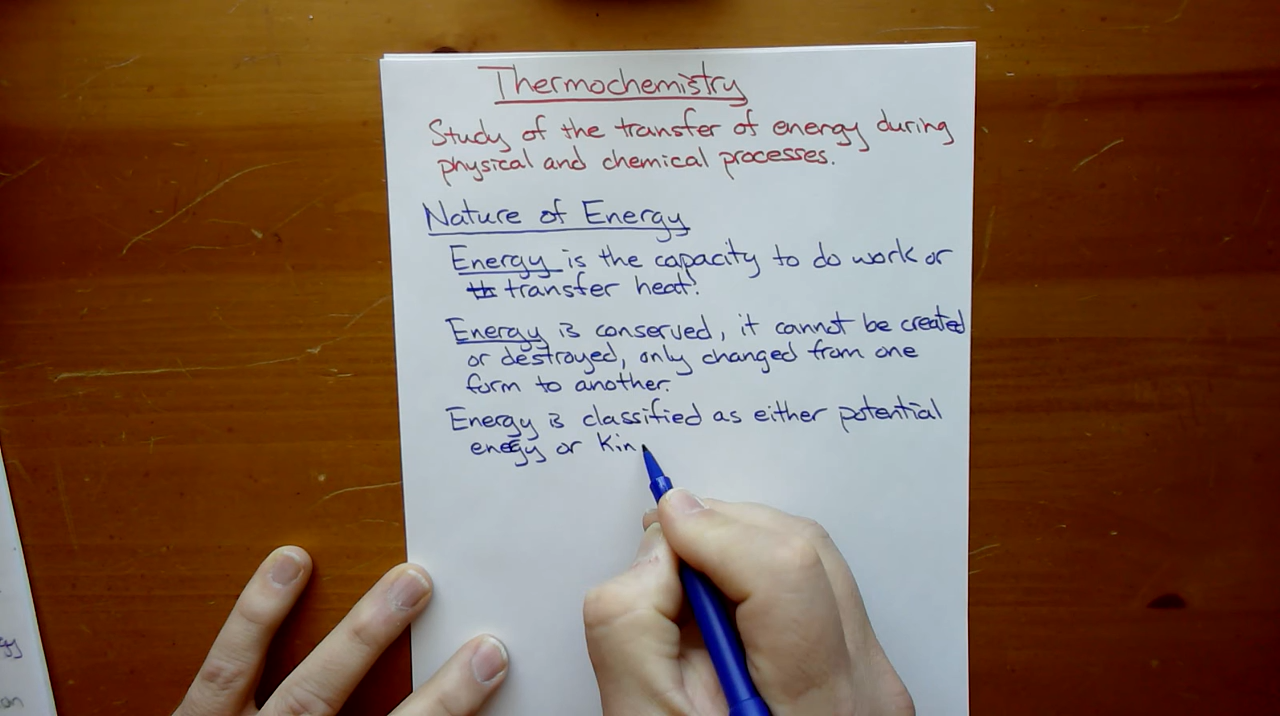 Thermochemistry
Study of the transfer of energy during
physical and chemical processes.
Nature of Energy
Energy is the capacity to do work or
transfer heat.
Energy is conserved, it cannot be created
or destroyed, only changed from one
form to another.
Energy is classified as either potential
energy or Kin